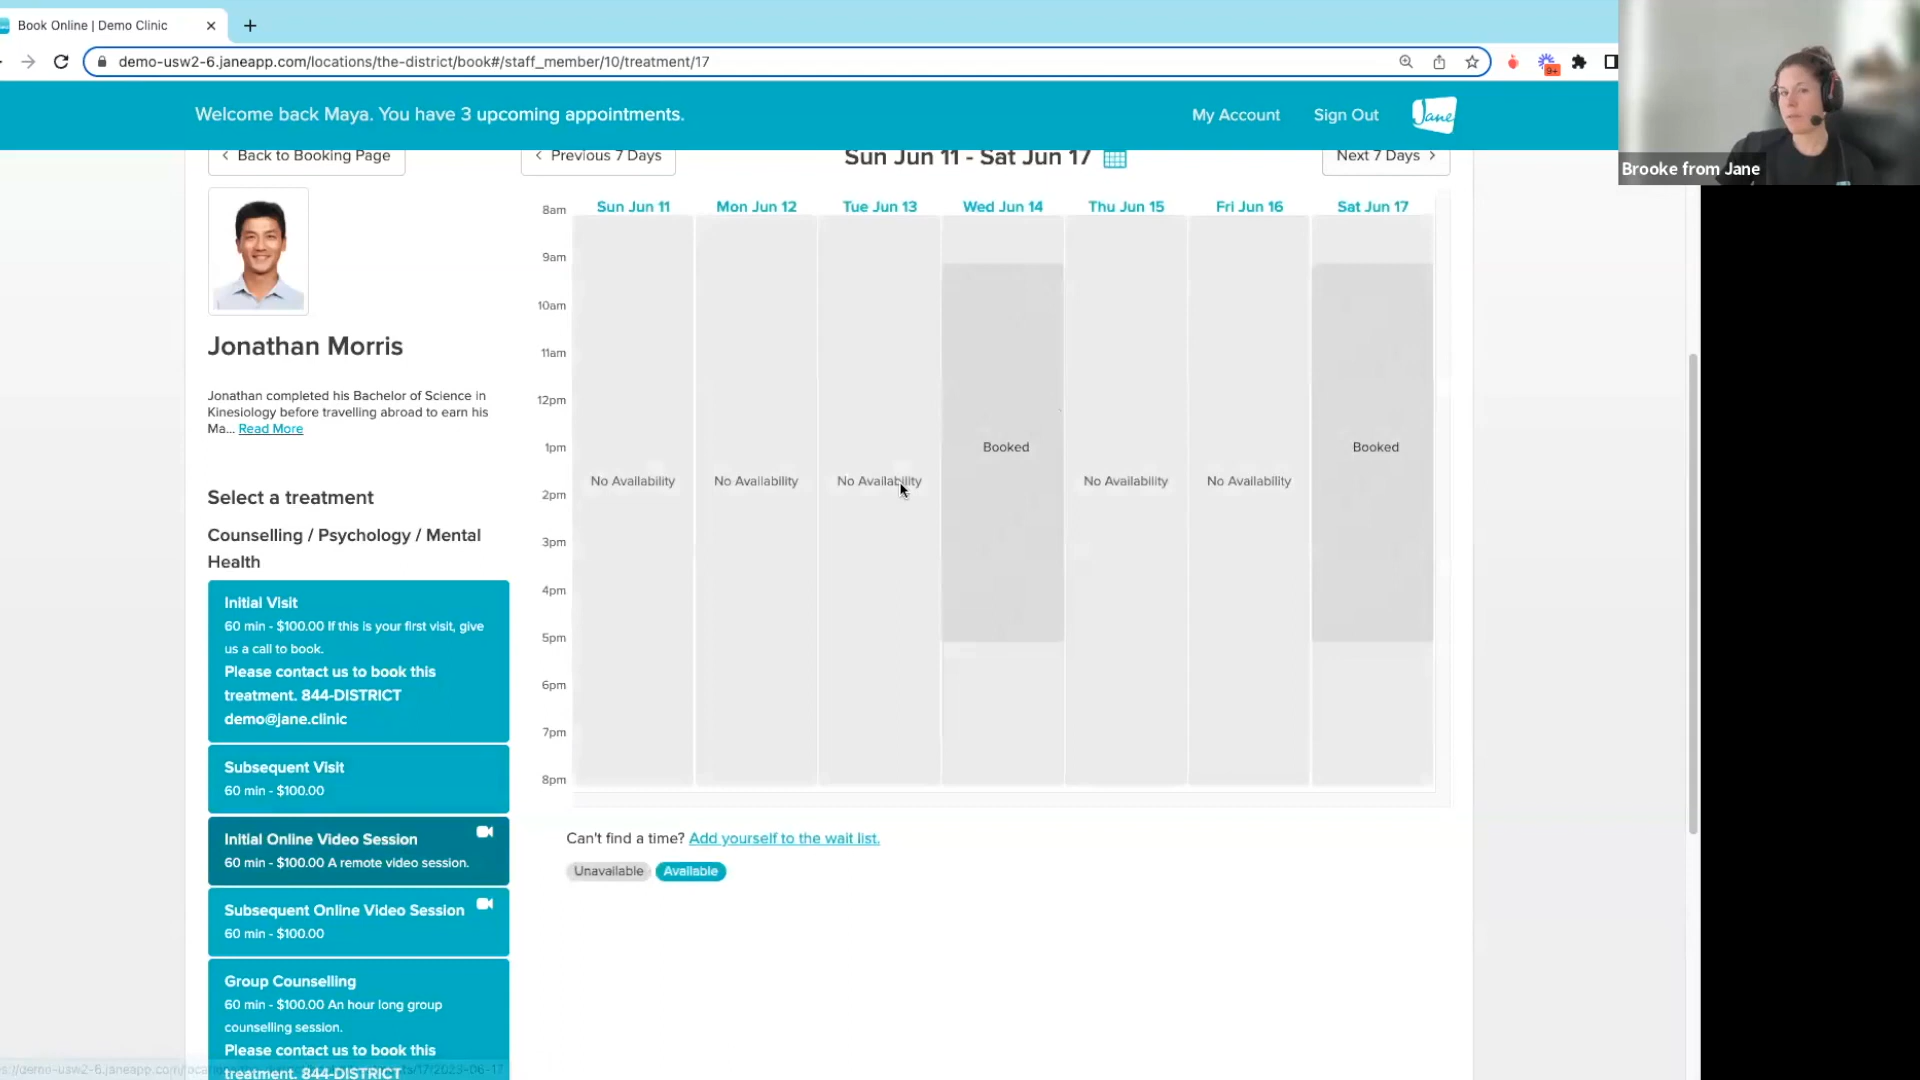 Book Online | Demo Clinic
demo-usw2-6.janeapp.com/locations/the-district/book#/staff_member/10/treatment/17
9+
Brooke from Jane
Welcome back Maya. You have 3 upcoming appointments.
My Account
Sign Out
Jane
Back to Booking Page
Previous 7 Days
Sun Jun 11 - Sat Jun 17
Next 7 Days
Sun Jun 11
Mon Jun 12
Tue Jun 13
Wed Jun 14
Thu Jun 15
Fri Jun 16
Sat Jun 17
8am
9am
10am
11am
12pm
1pm
2pm
3pm
4pm
5pm
6pm
7pm
8pm
No Availability
No Availability
No Availability
Booked
No Availability
No Availability
Booked
Jonathan Morris
Jonathan completed his Bachelor of Science in
Kinesiology before travelling abroad to earn his
Ma... Read More
Select a treatment
Counselling / Psychology / Mental
Health
Initial Visit
60 min - $100.00 If this is your first visit, give
us a call to book.
Please contact us to book this
treatment. 844-DISTRICT
demo@jane.clinic
Subsequent Visit
60 min - $100.00
Initial Online Video Session
60 min - $100.00 A remote video session.
Subsequent Online Video Session
60 min - $100.00
Group Counselling
60 min - $100.00 An hour long group
counselling session.
Please contact us to book this
treatment. 844-DISTRICT
Can't find a time? Add yourself to the wait list.
Unavailable
Available